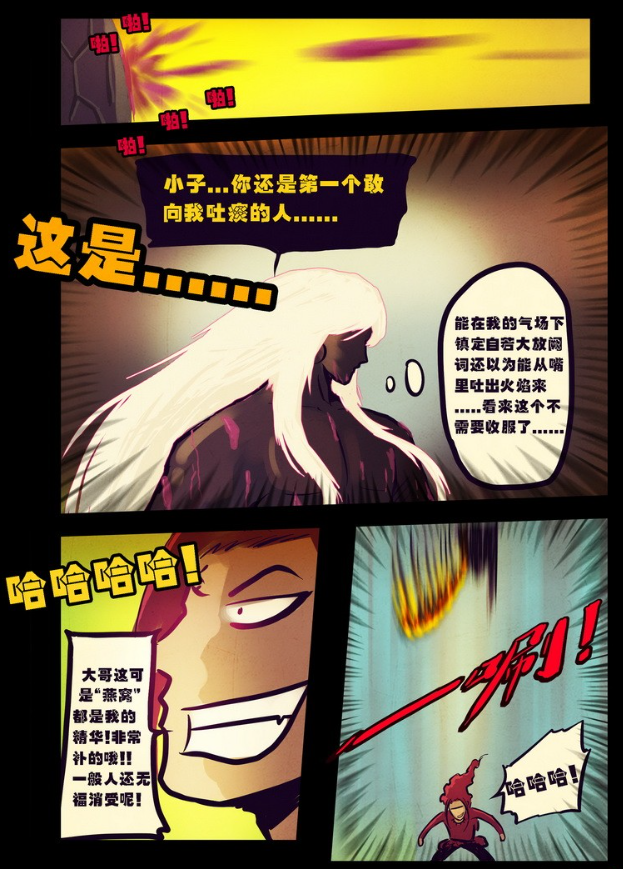 啪!
啪!
啪!
啪!
啪!
小子...你还是第一个敢
向我吐痰的人......
这是......
能在我的气场下
镇定自若大放阙
词还以为能从嘴
里吐出火焰来
.....看来这个不
需要收服了......
哈哈哈哈!
大哥这可
是“燕窝”
都是我的
精华!非常
补的哦!!
一般人还无
福消受呢!
一唰!
哈哈哈!